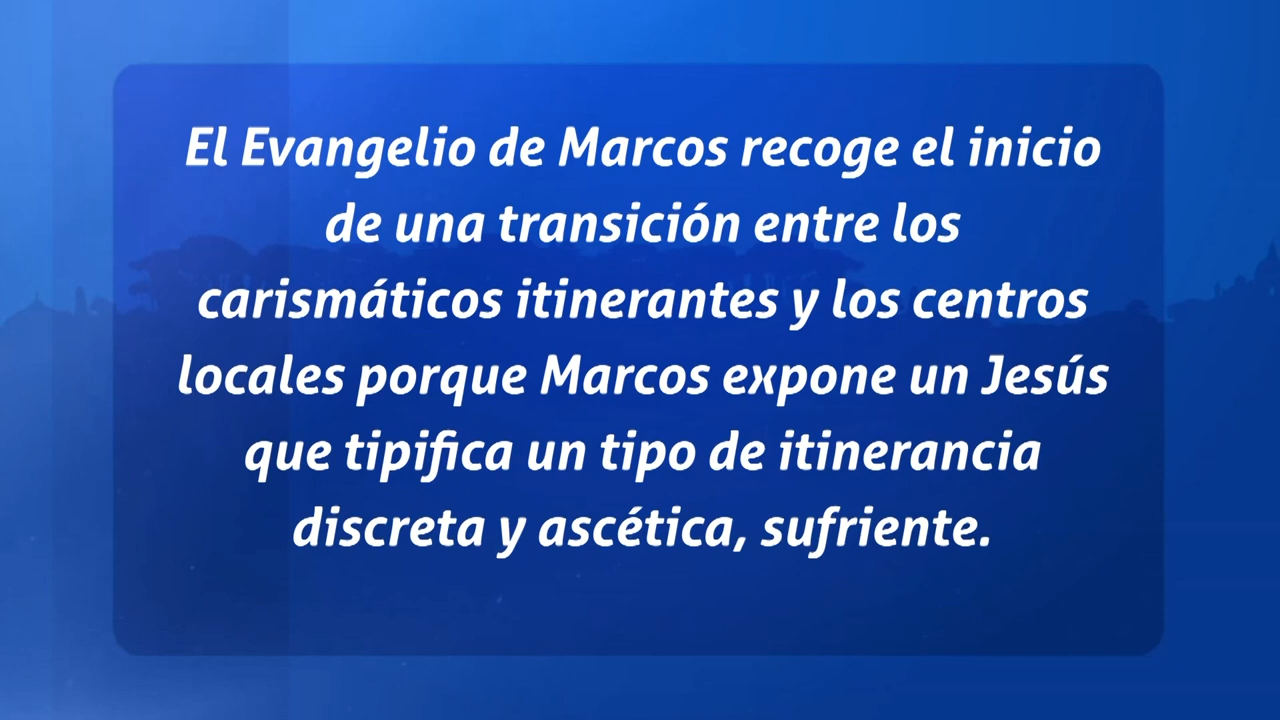 El Evangelio de Marcos recoge el inicio
de una transición entre los
carismáticos itinerantes y los centros
locales porque Marcos expone un Jesús
que tipifica un tipo de itinerancia
discreta y ascética, sufriente.